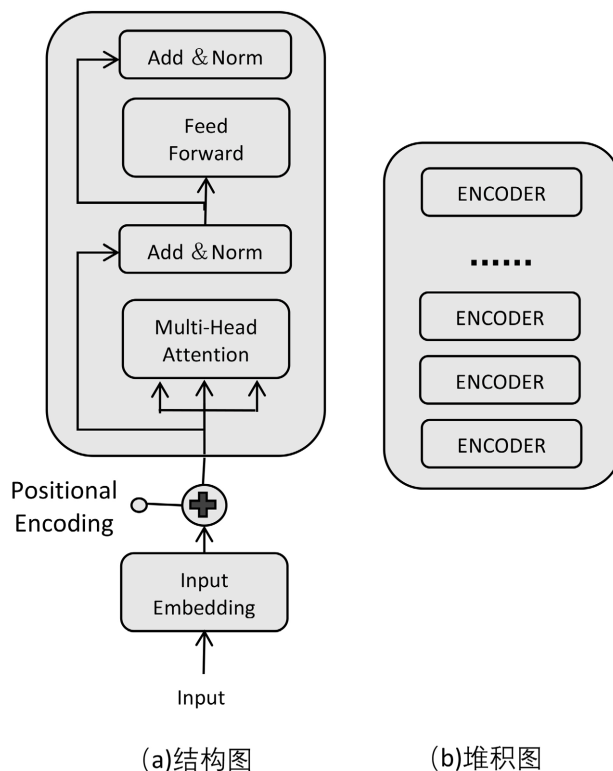 Add & Norm
Feed
Forward
Add & Norm
Multi-Head
Attention
Positional
Encoding
Input
Embedding
Input
(a)结构图
ENCODER
......
ENCODER
ENCODER
ENCODER
(b)堆积图